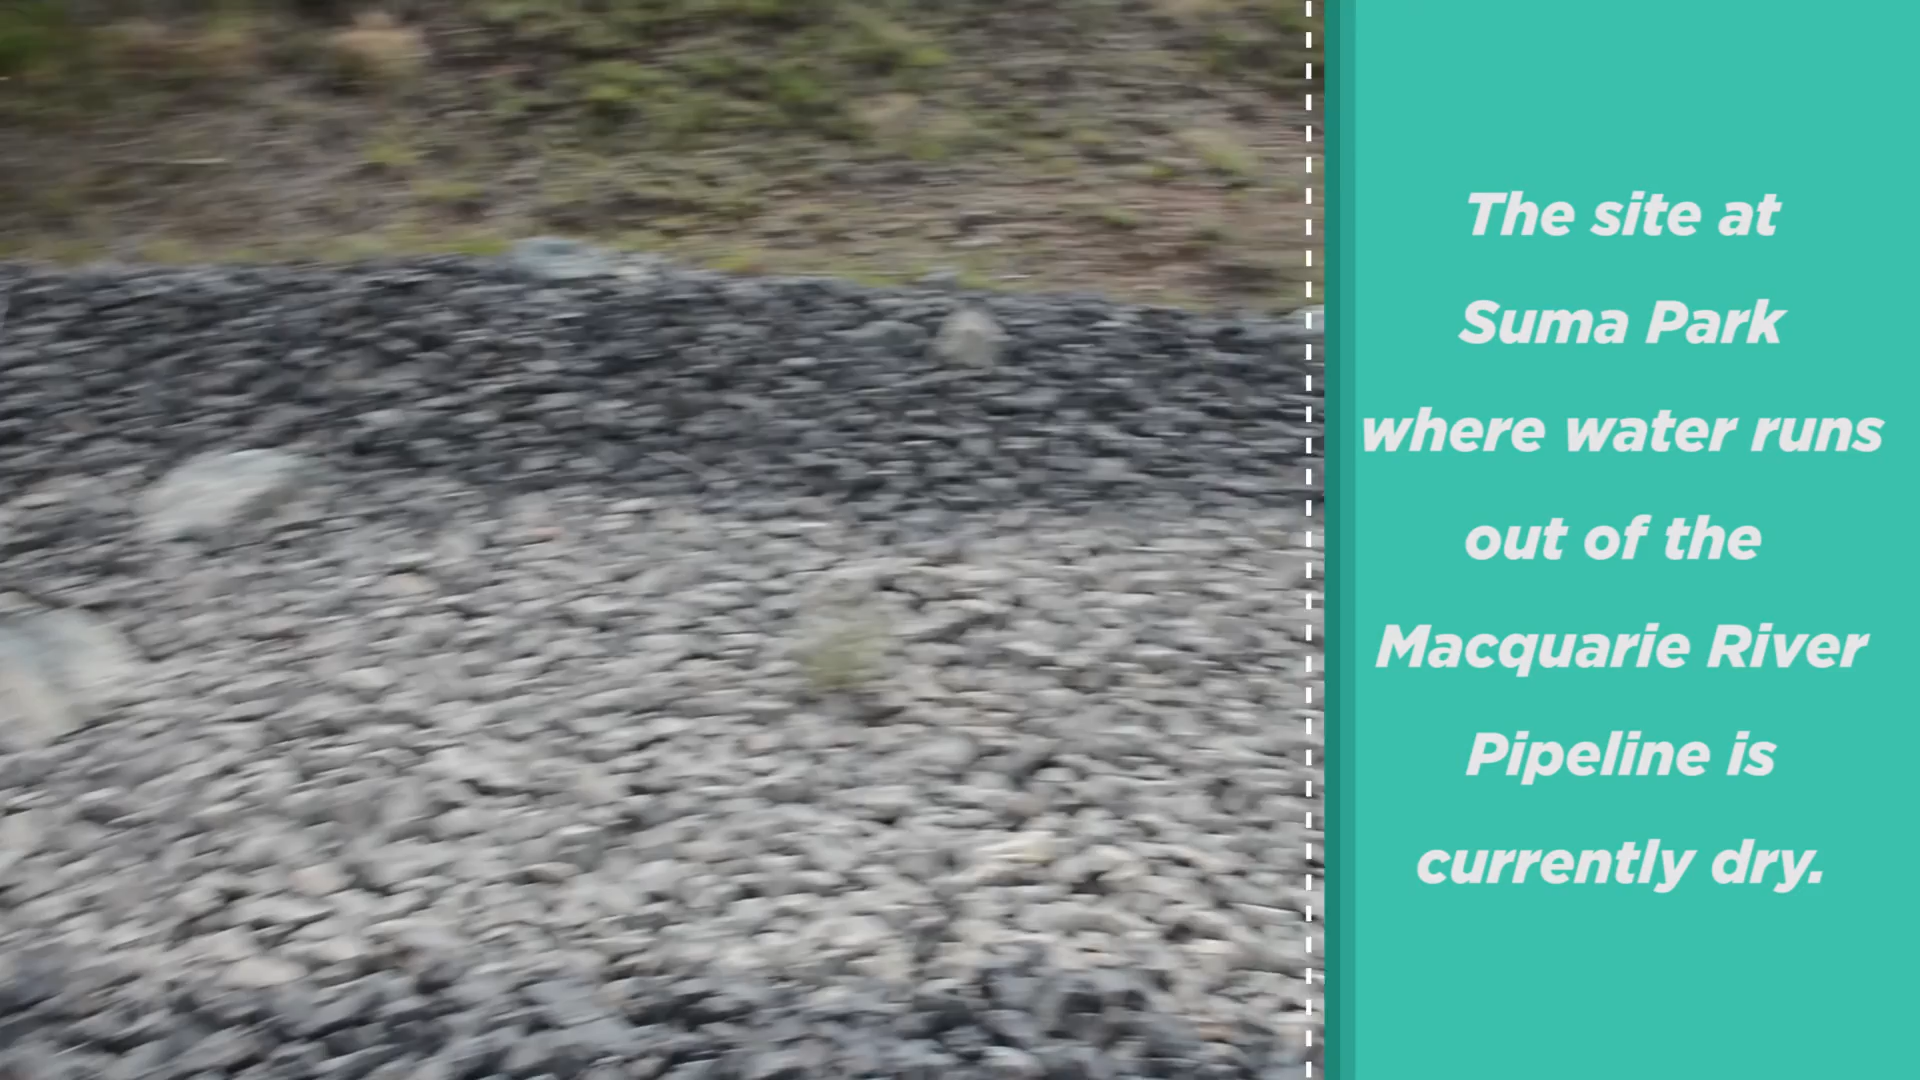 The site at
Suma Park
where water runs
out of the
Macquarie River
Pipeline is
currently dry.